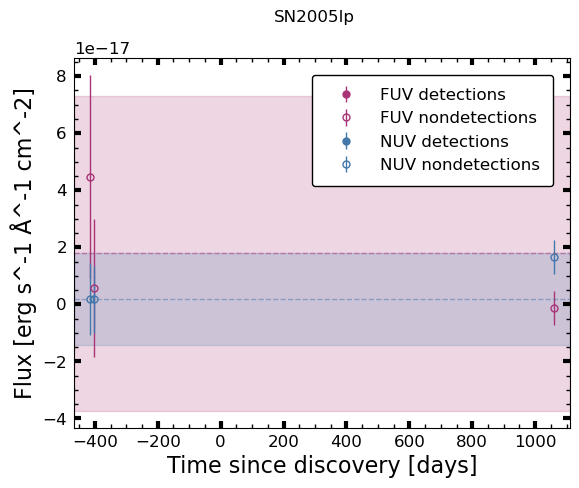 SN2005lp
1e−17
8
6
4
2
0
−2
−4
Flux [erg s^-1 Å^-1 cm^-2]
FUV detections
FUV nondetections
NUV detections
NUV nondetections
−400 −200 0 200 400 600 800 1000
Time since discovery [days]